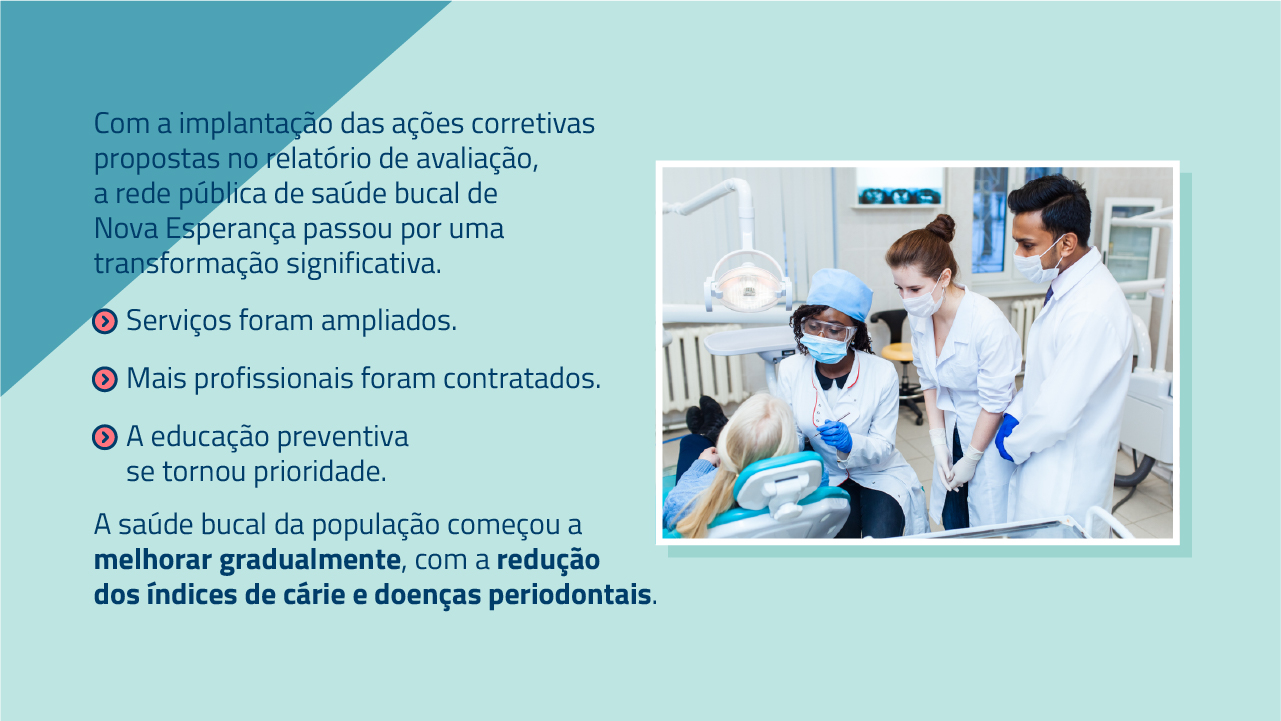 Com a implantação das ações corretivas
propostas no relatório de avaliação,
a rede pública de saúde bucal de
Nova Esperança passou por uma
transformação significativa.
Serviços foram ampliados.
Mais profissionais foram contratados.
A educação preventiva
se tornou prioridade.
A saúde bucal da população começou a
melhorar gradualmente, com a redução
dos índices de cárie e doenças periodontais.